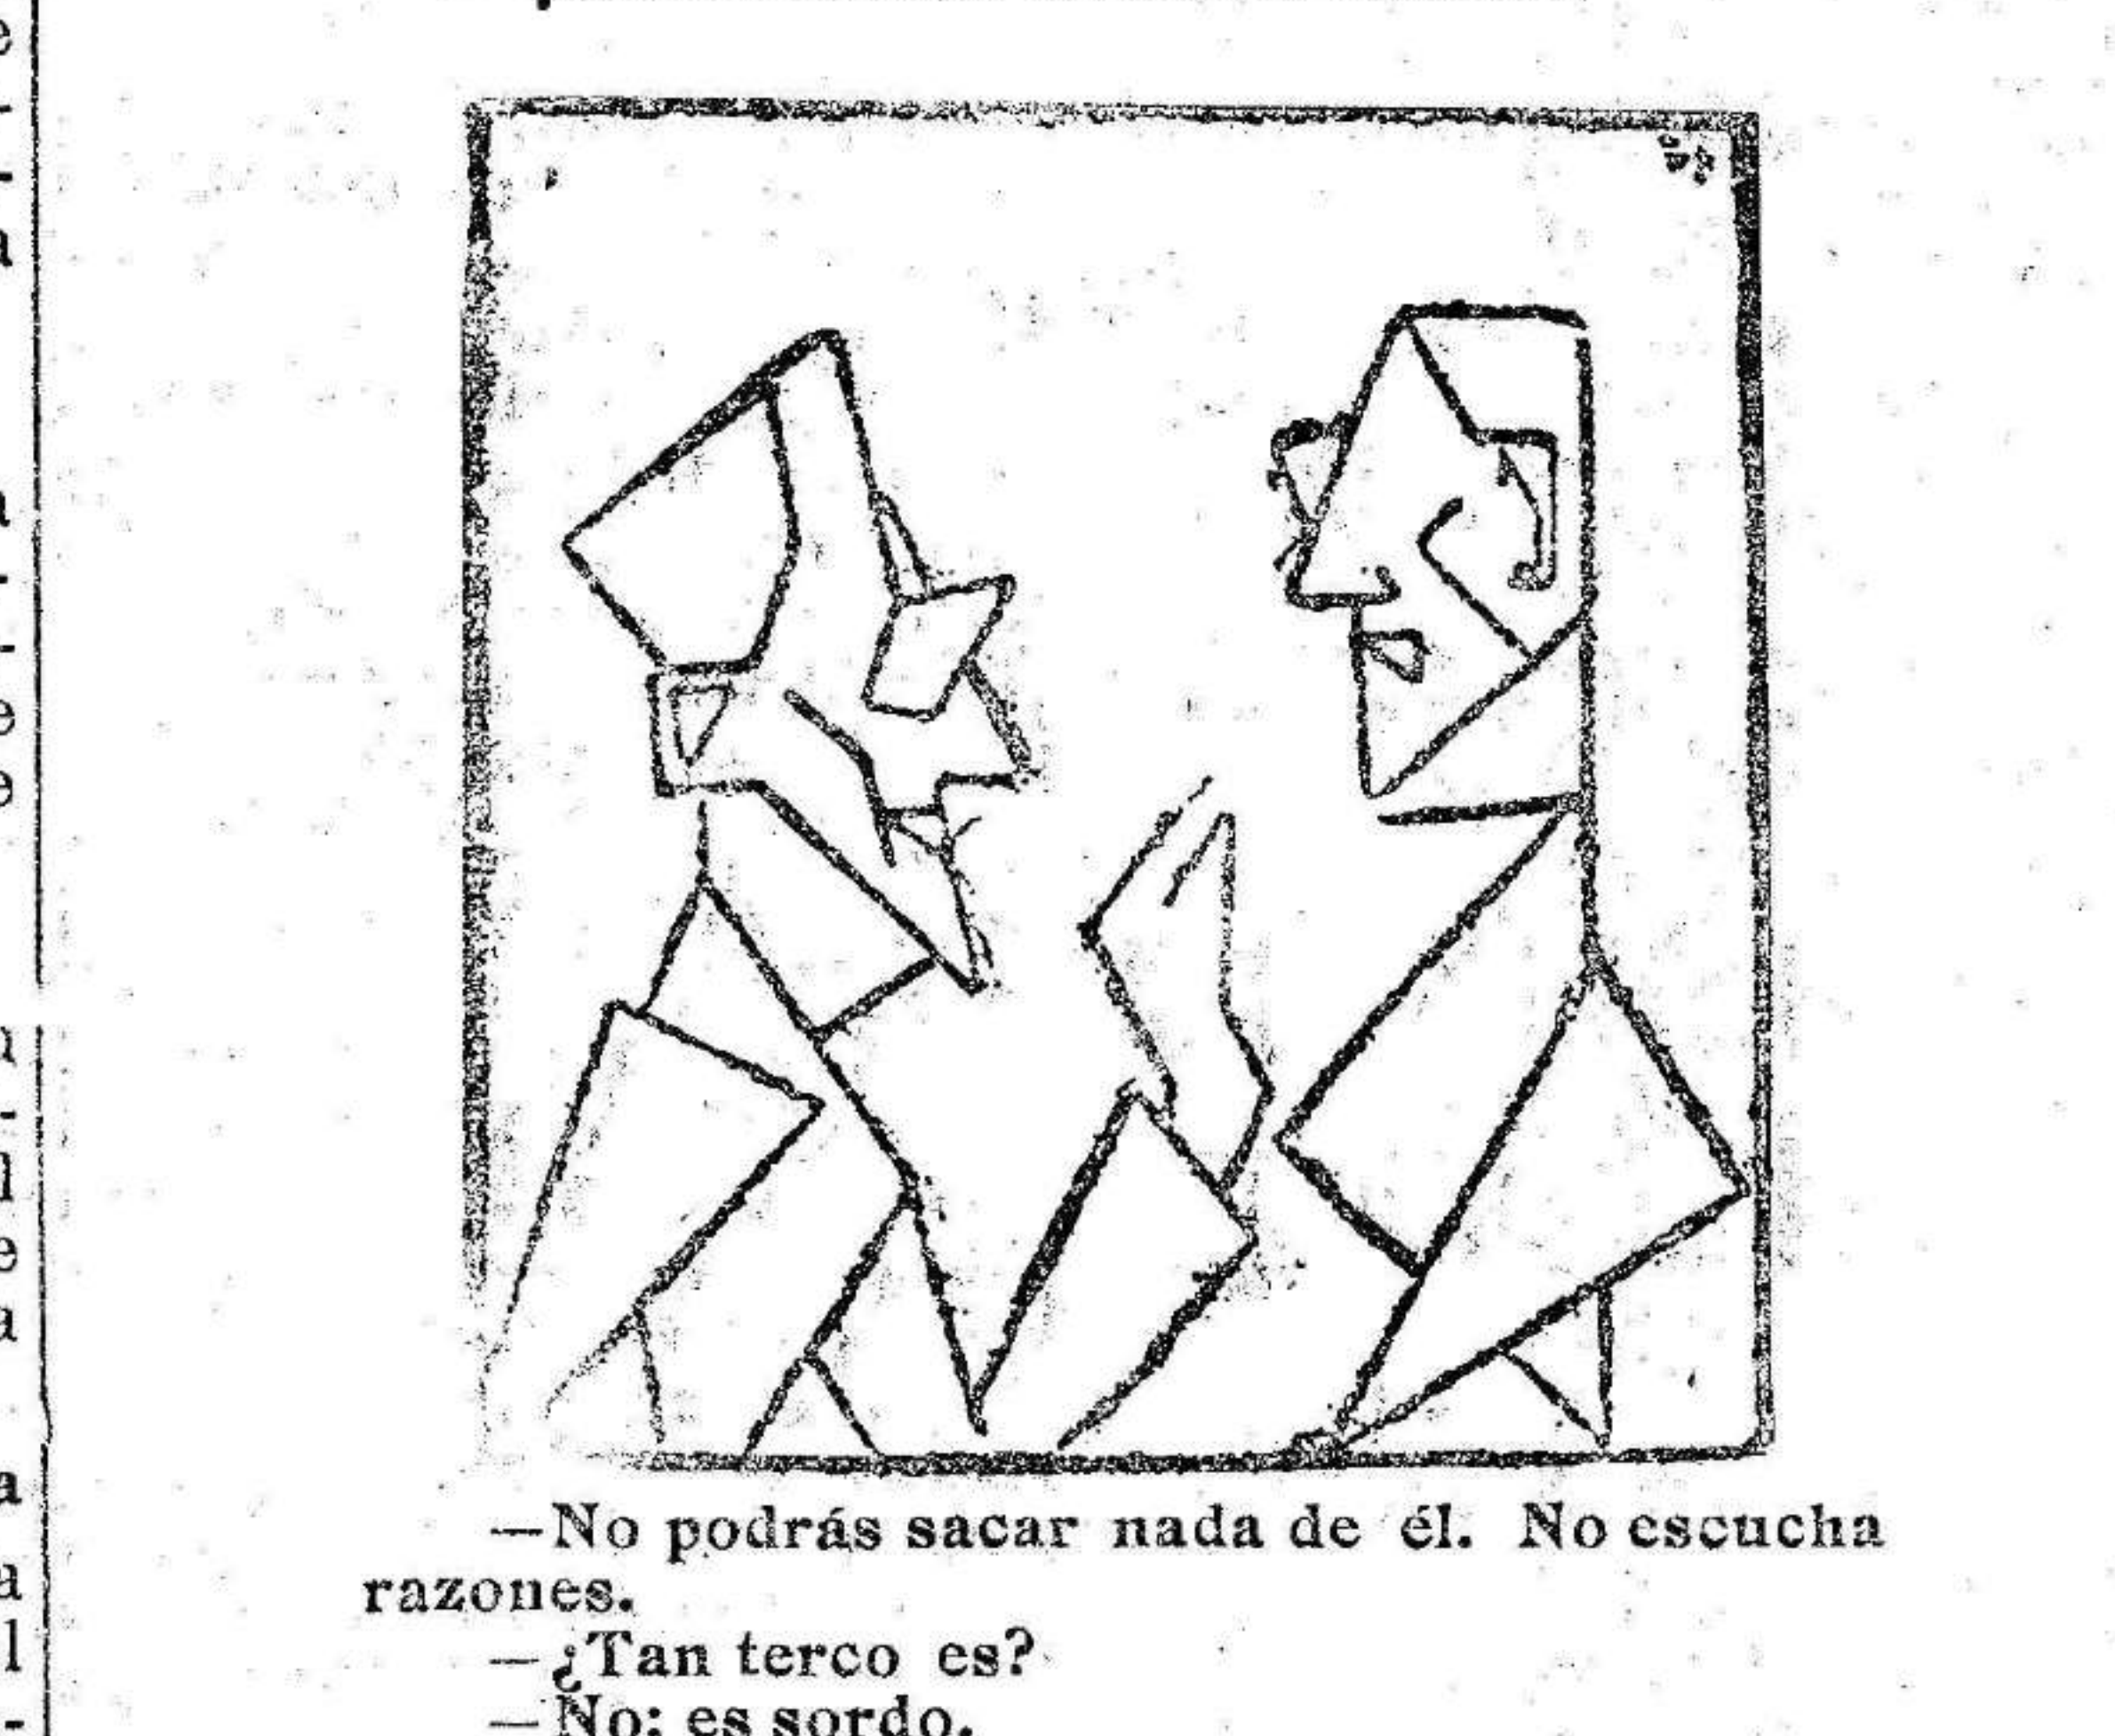 —No podrás sacar nada de él. No escucha
razones.
—¿Tan terco es?
—No; es sordo.